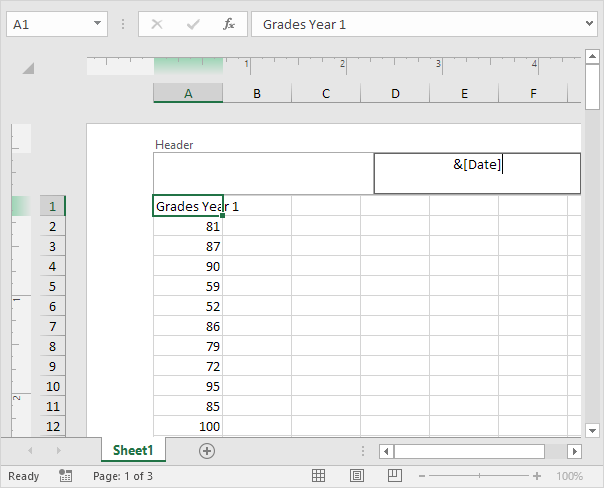 A1
fx
Grades Year 1
1 2 3 4
A B C D E F
Header
&[Date]
1 Grades Year 1
2 81
3 87
4 90
5 59
6 52
7 86
8 79
9 72
10 95
11 85
12 100
1
2
Sheet1
Ready
Page: 1 of 3
100%